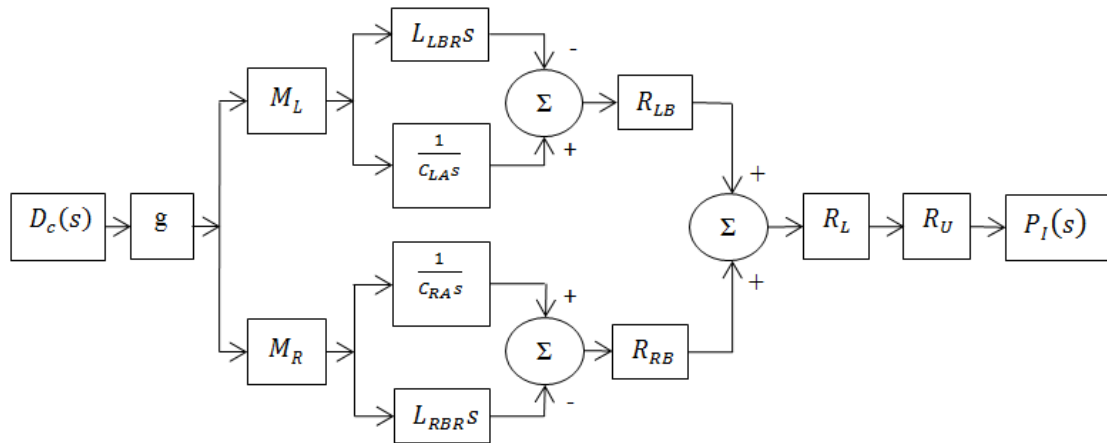 D_c(s)
g
M_L
L_{LBR}s
1
C_{LA}s
-
+
Σ
R_{LB}
M_R
1
C_{RA}s
L_{RBR}s
+
-
Σ
R_{RB}
+
+
Σ
R_L
R_U
P_I(s)